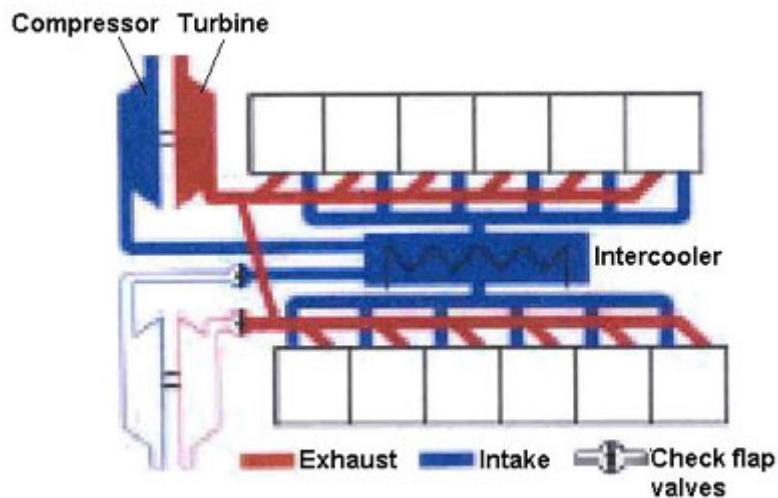 Compressor Turbine
Intercooler
Exhaust Intake Check flap
valves